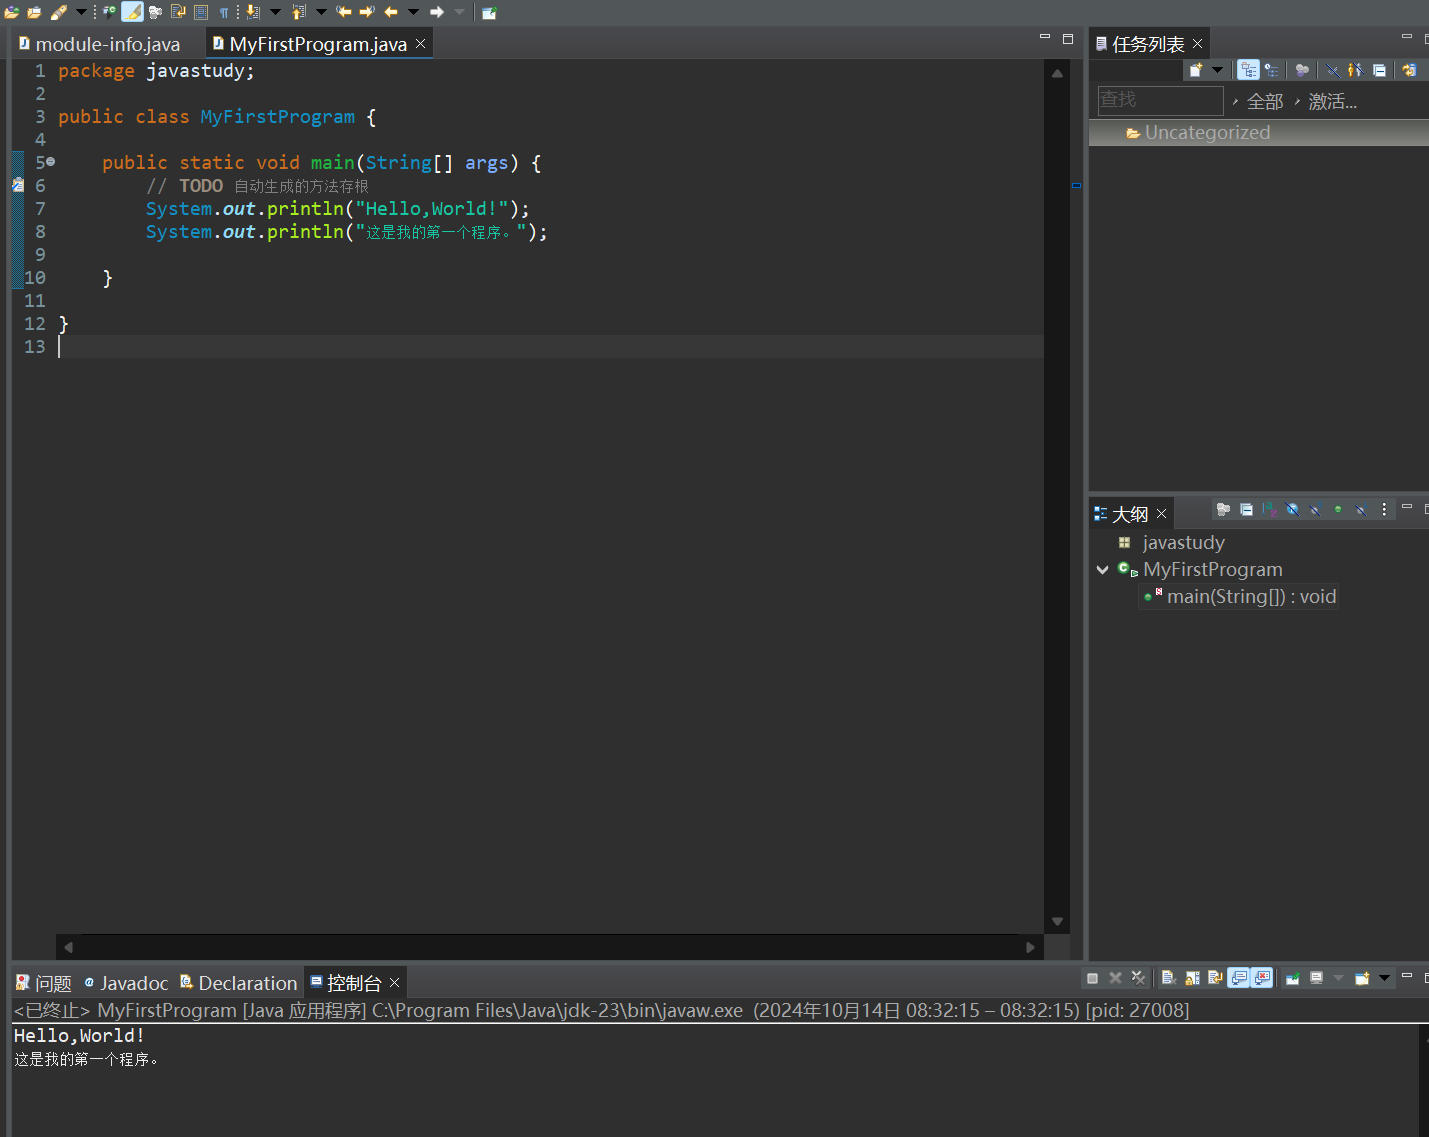 module-info.java
MyFirstProgram.java
1 package javastudy;
2
3 public class MyFirstProgram {
4
5 public static void main(String[] args) {
6 // TODO 自动生成的方法存根
7 System.out.println("Hello,World!");
8 System.out.println("这是我的第一个程序。");
9
10 }
11
12 }
13
任务列表
查找
全部
激活...
Uncategorized
大纲
javastudy
MyFirstProgram
main(String[]) : void
问题
Javadoc
Declaration
控制台
<已终止> MyFirstProgram [Java 应用程序] C:\Program Files\Java\jdk-23\bin\javaw.exe (2024年10月14日 08:32:15 – 08:32:15) [pid: 27008]
Hello,World!
这是我的第一个程序。